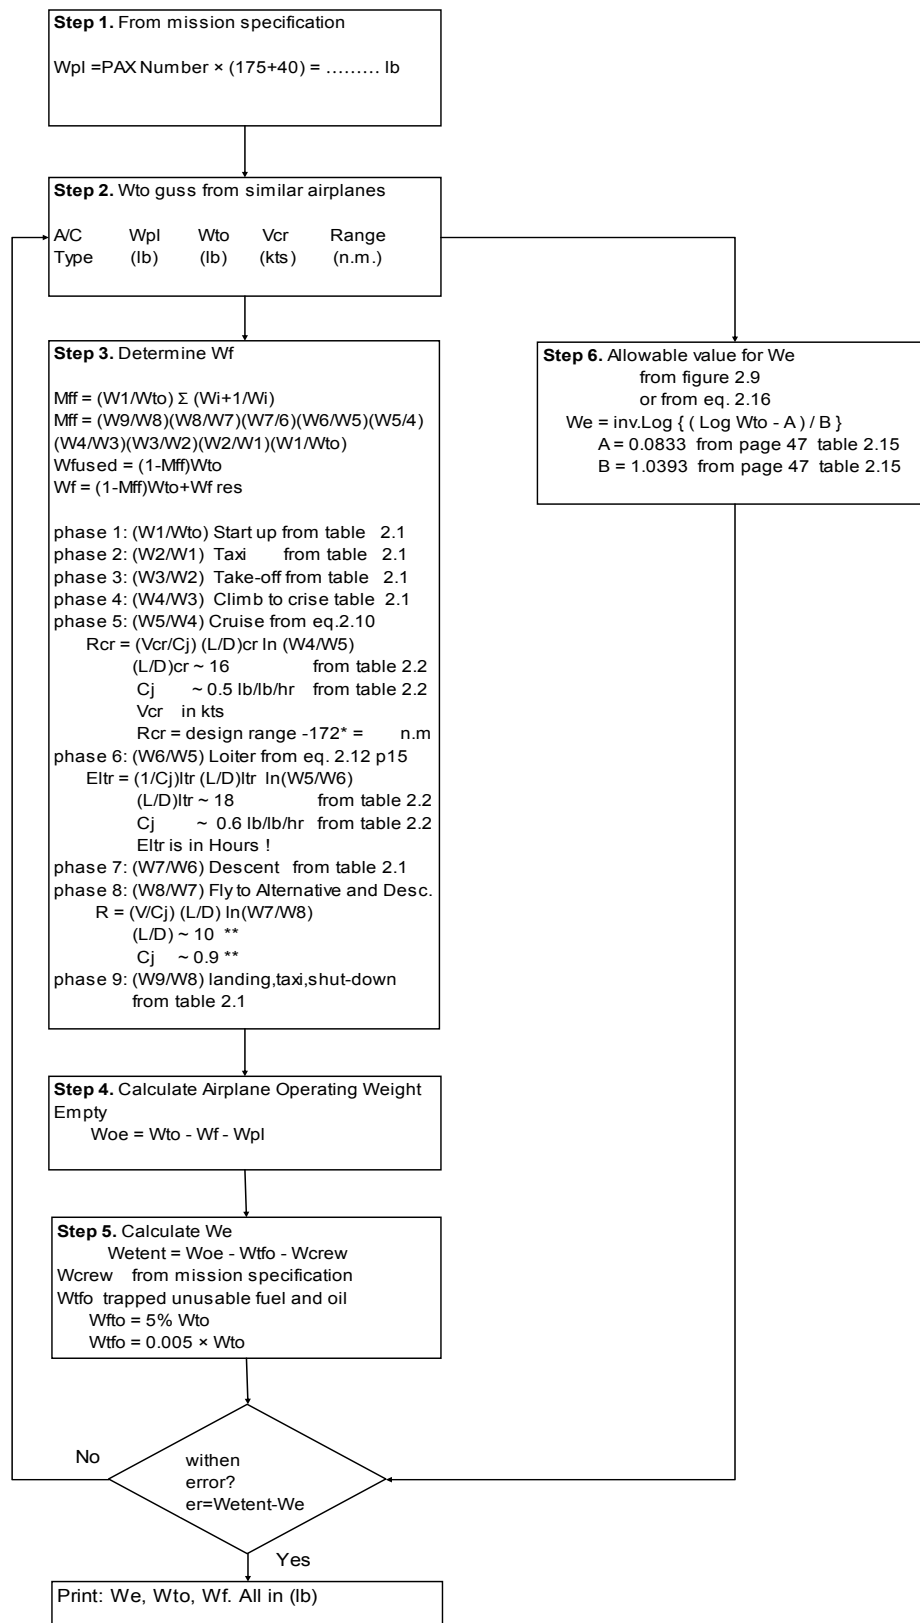 Step 1. From mission specification
Wpl =PAX Number × (175+40) = ......... lb
Step 2. Wto guss from similar airplanes
A/C Wpl Wto Vcr Range
Type (lb) (lb) (kts) (n.m.)
Step 3. Determine Wf
Mff = (W1/Wto) Σ (Wi+1/Wi)
Mff = (W9/W8)(W8/W7)(W7/6)(W6/W5)(W5/4)
(W4/W3)(W3/W2)(W2/W1)(W1/Wto)
Wfused = (1-Mff)Wto
Wf = (1-Mff)Wto+Wf res
phase 1: (W1/Wto) Start up from table 2.1
phase 2: (W2/W1) Taxi from table 2.1
phase 3: (W3/W2) Take-off from table 2.1
phase 4: (W4/W3) Climb to crise table 2.1
phase 5: (W5/W4) Cruise from eq.2.10
Rcr = (Vcr/Cj) (L/D)cr ln (W4/W5)
(L/D)cr ~ 16 from table 2.2
Cj ~ 0.5 lb/lb/hr from table 2.2
Vcr in kts
Rcr = design range -172* = n.m
phase 6: (W6/W5) Loiter from eq. 2.12 p15
Eltr = (1/Cj)ltr (L/D)ltr ln(W5/W6)
(L/D)ltr ~ 18 from table 2.2
Cj ~ 0.6 lb/lb/hr from table 2.2
Eltr is in Hours !
phase 7: (W7/W6) Descent from table 2.1
phase 8: (W8/W7) Fly to Alternative and Desc.
R = (V/Cj) (L/D) ln(W7/W8)
(L/D) ~ 10 **
Cj ~ 0.9 **
phase 9: (W9/W8) landing,taxi,shut-down
from table 2.1
Step 6. Allowable value for We
from figure 2.9
or from eq. 2.16
We = inv.Log { ( Log Wto - A ) / B }
A = 0.0833 from page 47 table 2.15
B = 1.0393 from page 47 table 2.15
Step 4. Calculate Airplane Operating Weight
Empty
Woe = Wto - Wf - Wpl
Step 5. Calculate We
Wetent = Woe - Wtfo - Wcrew
Wcrew from mission specification
Wtfo trapped unusable fuel and oil
Wfto = 5% Wto
Wtfo = 0.005 × Wto
No
withen
error?
er=Wetent-We
Yes
Print: We, Wto, Wf. All in (lb)